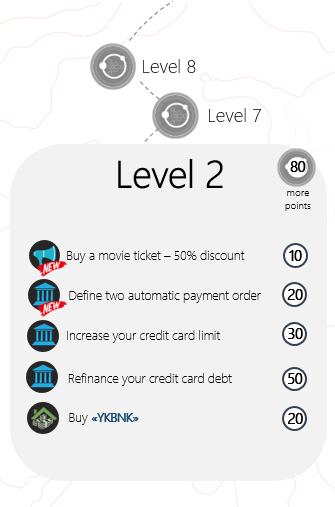 Level 8
Level 7
Level 2
80
more
points
NEW
Buy a movie ticket – 50% discount
10
NEW
Define two automatic payment order
20
Increase your credit card limit
30
Refinance your credit card debt
50
Buy «YKBNK»
20